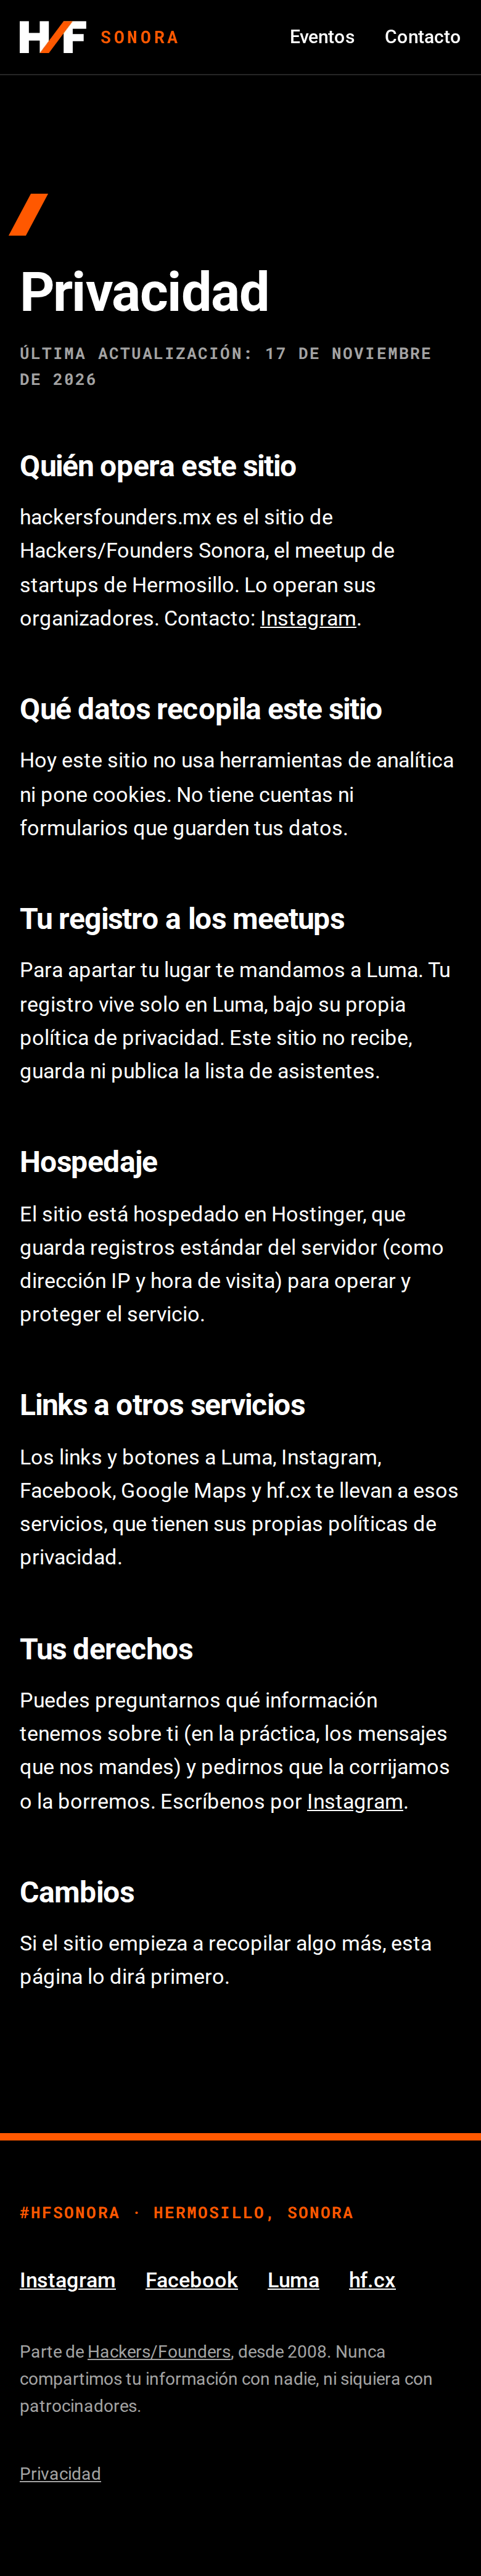 H/F SONORA Eventos Contacto
Privacidad
ÚLTIMA ACTUALIZACIÓN: 17 DE NOVIEMBRE
DE 2026
Quién opera este sitio
hackersfounders.mx es el sitio de
Hackers/Founders Sonora, el meetup de
startups de Hermosillo. Lo operan sus
organizadores. Contacto: Instagram.
Qué datos recopila este sitio
Hoy este sitio no usa herramientas de analítica
ni pone cookies. No tiene cuentas ni
formularios que guarden tus datos.
Tu registro a los meetups
Para apartar tu lugar te mandamos a Luma. Tu
registro vive solo en Luma, bajo su propia
política de privacidad. Este sitio no recibe,
guarda ni publica la lista de asistentes.
Hospedaje
El sitio está hospedado en Hostinger, que
guarda registros estándar del servidor (como
dirección IP y hora de visita) para operar y
proteger el servicio.
Links a otros servicios
Los links y botones a Luma, Instagram,
Facebook, Google Maps y hf.cx te llevan a esos
servicios, que tienen sus propias políticas de
privacidad.
Tus derechos
Puedes preguntarnos qué información
tenemos sobre ti (en la práctica, los mensajes
que nos mandes) y pedirnos que la corrijamos
o la borremos. Escríbenos por Instagram.
Cambios
Si el sitio empieza a recopilar algo más, esta
página lo dirá primero.
#HFSONORA · HERMOSILLO, SONORA
Instagram Facebook Luma hf.cx
Parte de Hackers/Founders, desde 2008. Nunca
compartimos tu información con nadie, ni siquiera con
patrocinadores.
Privacidad